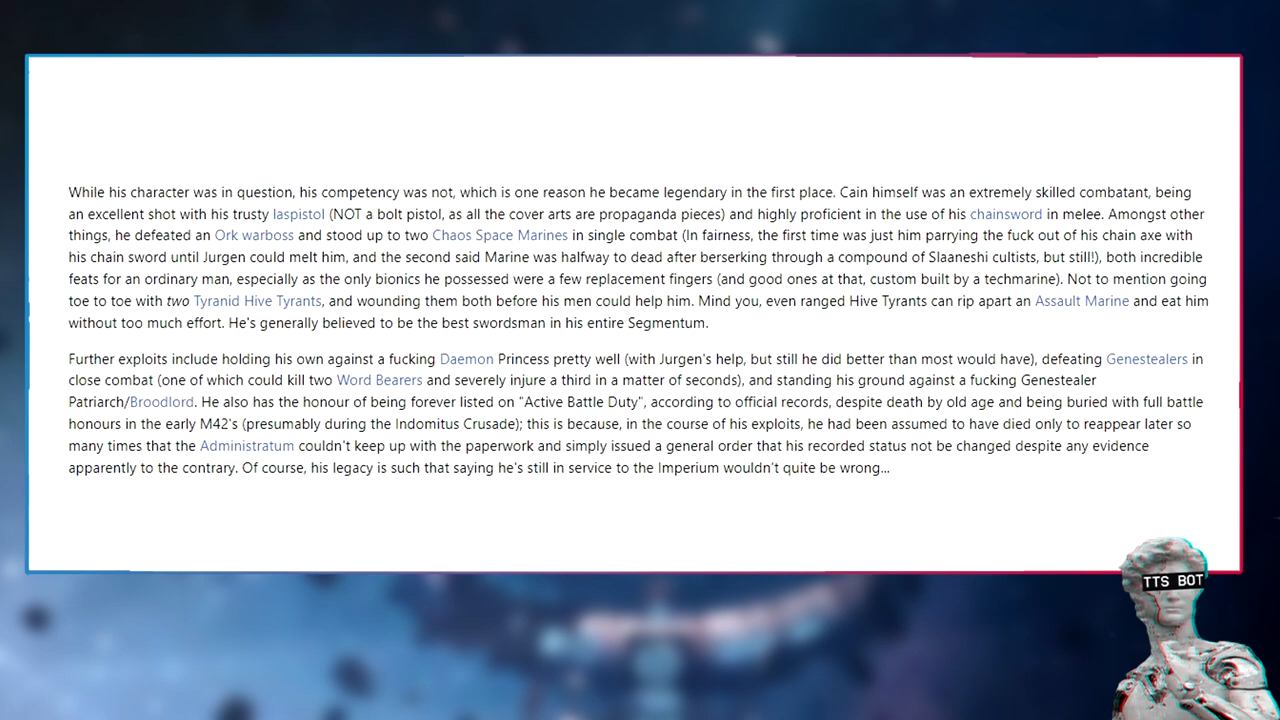 While his character was in question, his competency was not, which is one reason he became legendary in the first place. Cain himself was an extremely skilled combatant, being
an excellent shot with his trusty laspistol (NOT a bolt pistol, as all the cover arts are propaganda pieces) and highly proficient in the use of his chainsword in melee. Amongst other
things, he defeated an Ork warboss and stood up to two Chaos Space Marines in single combat (In fairness, the first time was just him parrying the fuck out of his chain axe with
his chain sword until Jurgen could melt him, and the second said Marine was halfway to dead after berserking through a compound of Slaaneshi cultists, but still!), both incredible
feats for an ordinary man, especially as the only bionics he possessed were a few replacement fingers (and good ones at that, custom built by a techmarine). Not to mention going
toe to toe with two Tyranid Hive Tyrants, and wounding them both before his men could help him. Mind you, even ranged Hive Tyrants can rip apart an Assault Marine and eat him
without too much effort. He's generally believed to be the best swordsman in his entire Segmentum.
Further exploits include holding his own against a fucking Daemon Princess pretty well (with Jurgen's help, but still he did better than most would have), defeating Genestealers in
close combat (one of which could kill two Word Bearers and severely injure a third in a matter of seconds), and standing his ground against a fucking Genestealer
Patriarch/Broodlord. He also has the honour of being forever listed on "Active Battle Duty", according to official records, despite death by old age and being buried with full battle
honours in the early M42's (presumably during the Indomitus Crusade); this is because, in the course of his exploits, he had been assumed to have died only to reappear later so
many times that the Administratum couldn't keep up with the paperwork and simply issued a general order that his recorded status not be changed despite any evidence
apparently to the contrary. Of course, his legacy is such that saying he's still in service to the Imperium wouldn't quite be wrong...
TTS BOT